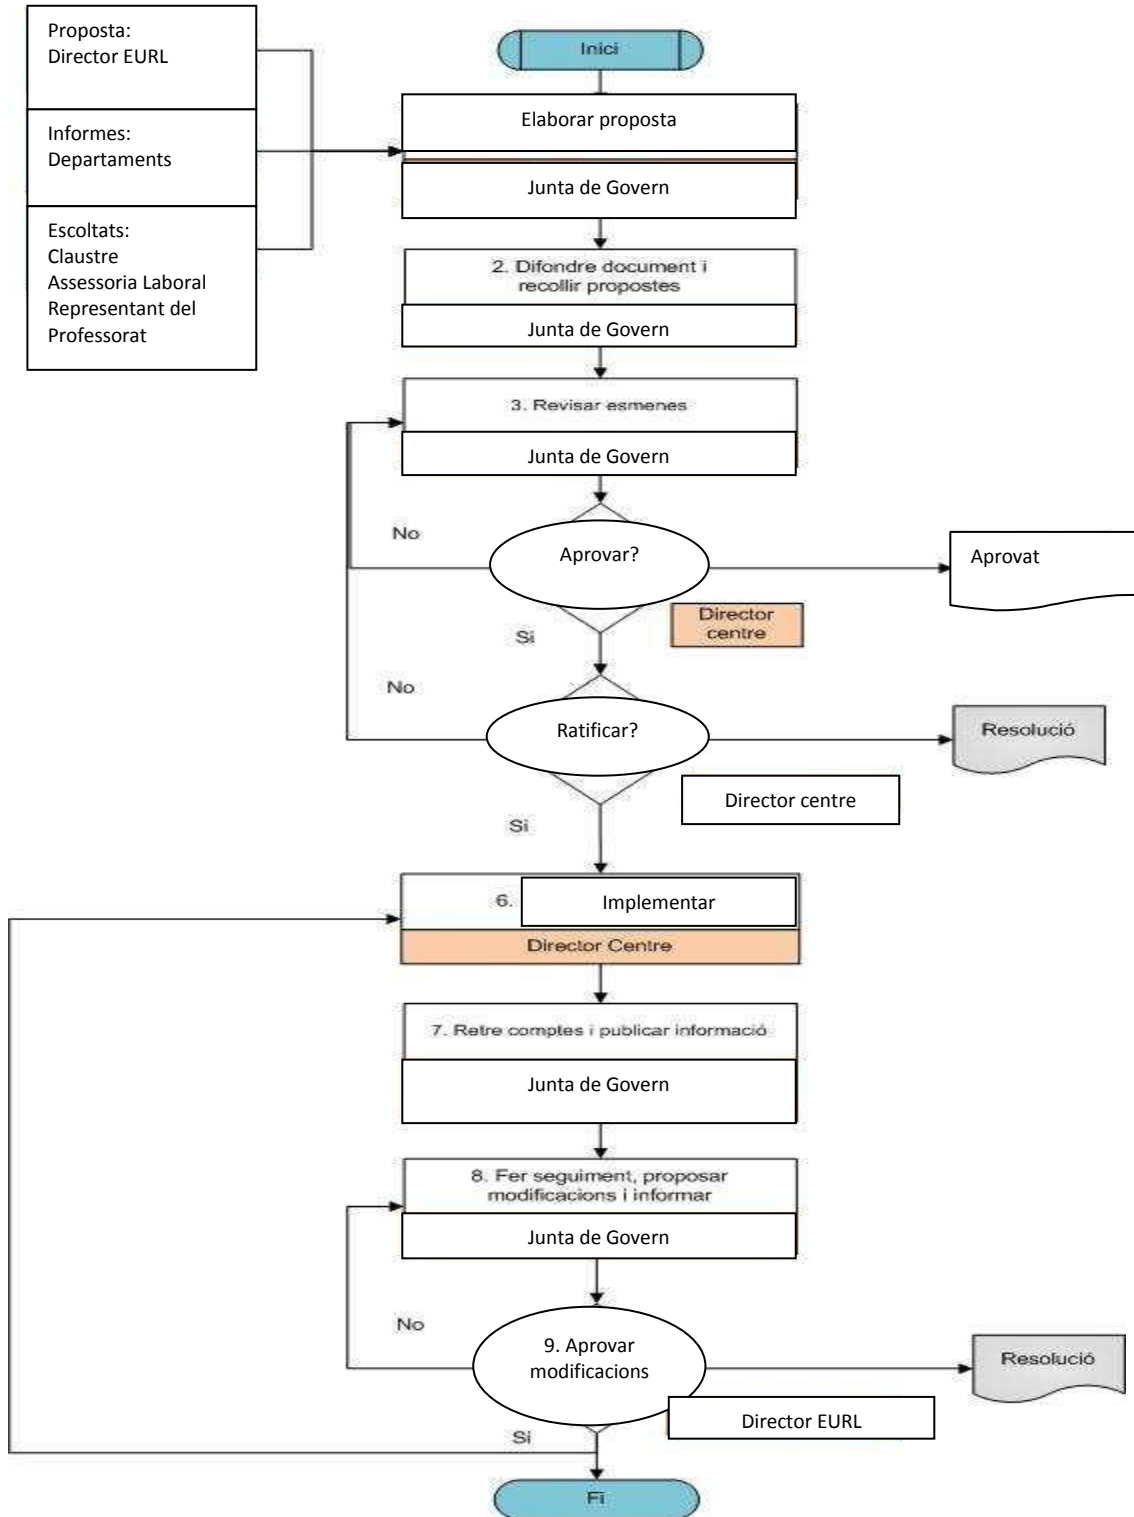 Proposta:
Director EURL
Informes:
Departaments
Escoltats:
Claustre
Assessoria Laboral
Representant del
Professorat
Inici
Elaborar proposta
Junta de Govern
2. Difondre document i
recollir propostes
Junta de Govern
3. Revisar esmenes
Junta de Govern
No
Aprovar?
Aprovat
Director
centre
Si
No
Ratificar?
Resolució
Director centre
Si
6. Implementar
Director Centre
7. Retre comptes i publicar informació
Junta de Govern
8. Fer seguiment, proposar
modificacions i informar
Junta de Govern
No
9. Aprovar
modificacions
Resolució
Director EURL
Si
Fi